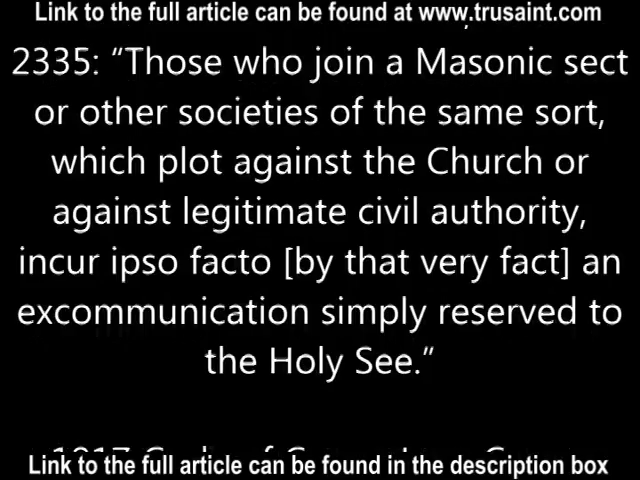 Link to the full article can be found at www.trusaint.com
2335: “Those who join a Masonic sect
or other societies of the same sort,
which plot against the Church or
against legitimate civil authority,
incur ipso facto [by that very fact] an
excommunication simply reserved to
the Holy See.”
Link to the full article can be found in the description box